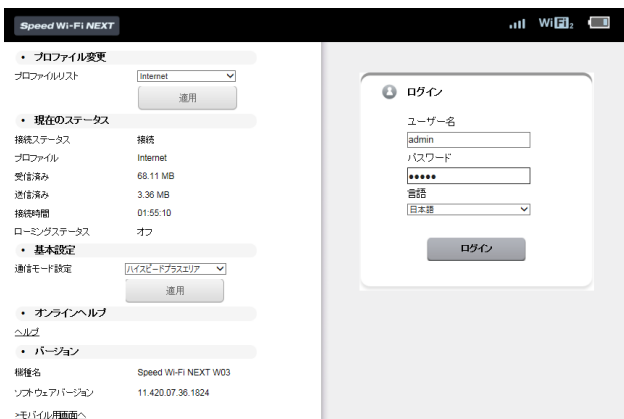 Speed Wi-Fi NEXT
WiFi2
・ プロファイル変更
プロファイルリスト Internet
適用
・ 現在のステータス
接続ステータス 接続
プロファイル Internet
受信済み 68.11 MB
送信済み 3.36 MB
接続時間 01:55:10
ローミングステータス オフ
・ 基本設定
通信モード設定 ハイスピードプラスエリア
適用
・ オンラインヘルプ
ヘルプ
・ バージョン
機種名 Speed Wi-Fi NEXT W03
ソフトウェアバージョン 11.420.07.36.1824
>モバイル用画面へ
ログイン
ユーザー名
admin
パスワード
●●●●●
言語
日本語
ログイン